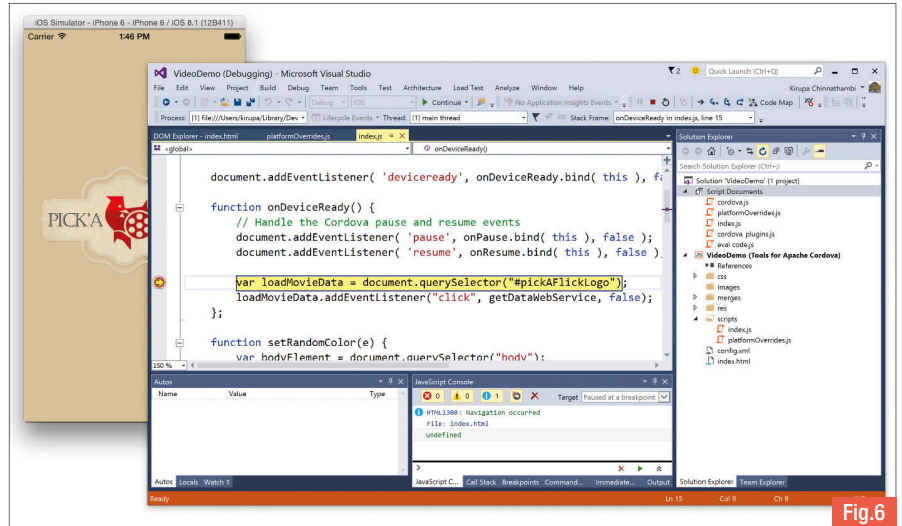 iOS Simulator - iPhone 6 - iPhone 6 / iOS 8.1 (12B411)
Carrier 1:46 PM
PICK'A
VideoDemo (Debugging) - Microsoft Visual Studio
2 Quick Launch (Ctrl+Q)
File Edit View Project Build Debug Team Tools Test Architecture Load Test Analyze Window Help
Kirupa Chinnathambi
Debug iOS Continue No Application Insights Events Code Map
Process: [1] file:///Users/kirupa/Library/Dev Lifecycle Events Thread: [1] main thread Stack Frame: onDeviceReady in index.js, line 15
DOM Explorer - index.html platformOverrides.js index.js
<global> onDeviceReady()
document.addEventListener( 'deviceready', onDeviceReady.bind( this ), fa
function onDeviceReady() {
// Handle the Cordova pause and resume events
document.addEventListener( 'pause', onPause.bind( this ), false );
document.addEventListener( 'resume', onResume.bind( this ), false )
var loadMovieData = document.querySelector("#pickAFlickLogo");
loadMovieData.addEventListener("click", getDataWebService, false);
};
function setRandomColor(e) {
var bodyElement = document.querySelector("body");
150 %
Solution Explorer
Search Solution Explorer (Ctrl+;)
Solution 'VideoDemo' (1 project)
Script Documents
cordova.js
platformOverrides.js
index.js
cordova_plugins.js
eval code.js
VideoDemo (Tools for Apache Cordova)
References
css
images
merges
res
scripts
index.js
platformOverrides.js
config.xml
index.html
Autos
Name Value Type
JavaScript Console
0 0 1 Target Paused at a breakpoint
HTML1300: Navigation occurred
File: index.html
undefined
>
Autos Locals Watch 1
JavaScript C... Call Stack Breakpoints Command... Immediate... Output
Solution Explorer Team Explorer
Ready Ln 15 Col 9 Ch 9
Fig.6